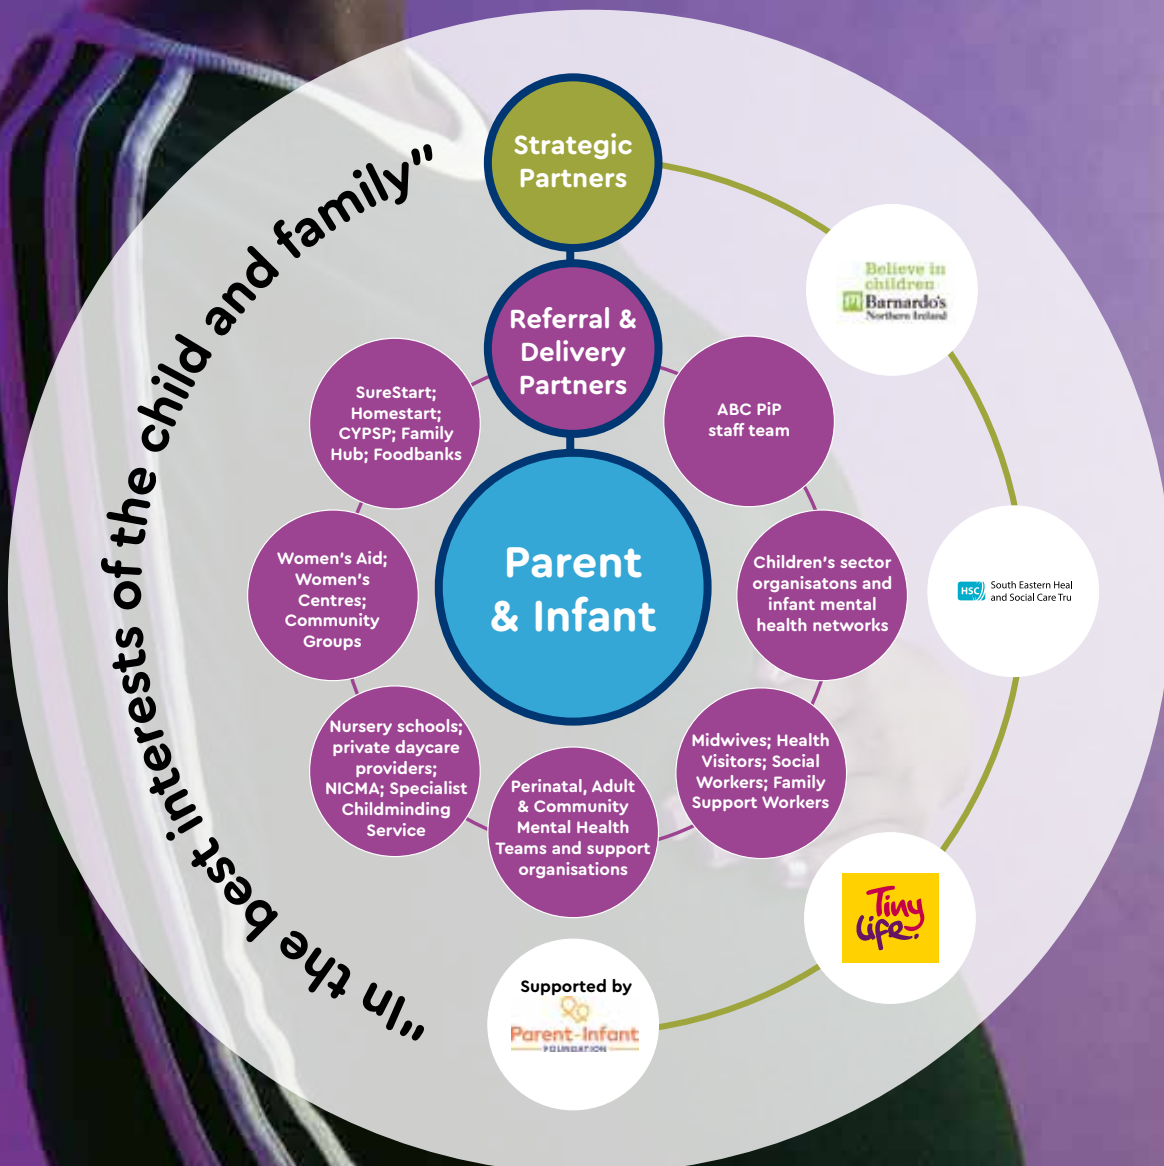 Strategic
Partners
Referral &
Delivery
Partners
Parent
& Infant
ABC PiP
staff team
Children's sector
organisatons and
infant mental
health networks
Midwives; Health
Visitors; Social
Workers; Family
Support Workers
Perinatal, Adult
& Community
Mental Health
Teams and support
organisations
Nursery schools;
private daycare
providers;
NICMA; Specialist
Childminding
Service
Women's Aid;
Women's
Centres;
Community
Groups
SureStart;
Homestart;
CYPSP; Family
Hub; Foodbanks
Believe in
children
Barnardo's
Northern Ireland
HSC
South Eastern Heal
and Social Care Tru
Tiny
Life.
Supported by
Parent-Infant
FOUNDATION
"In the best interests of the child and family"